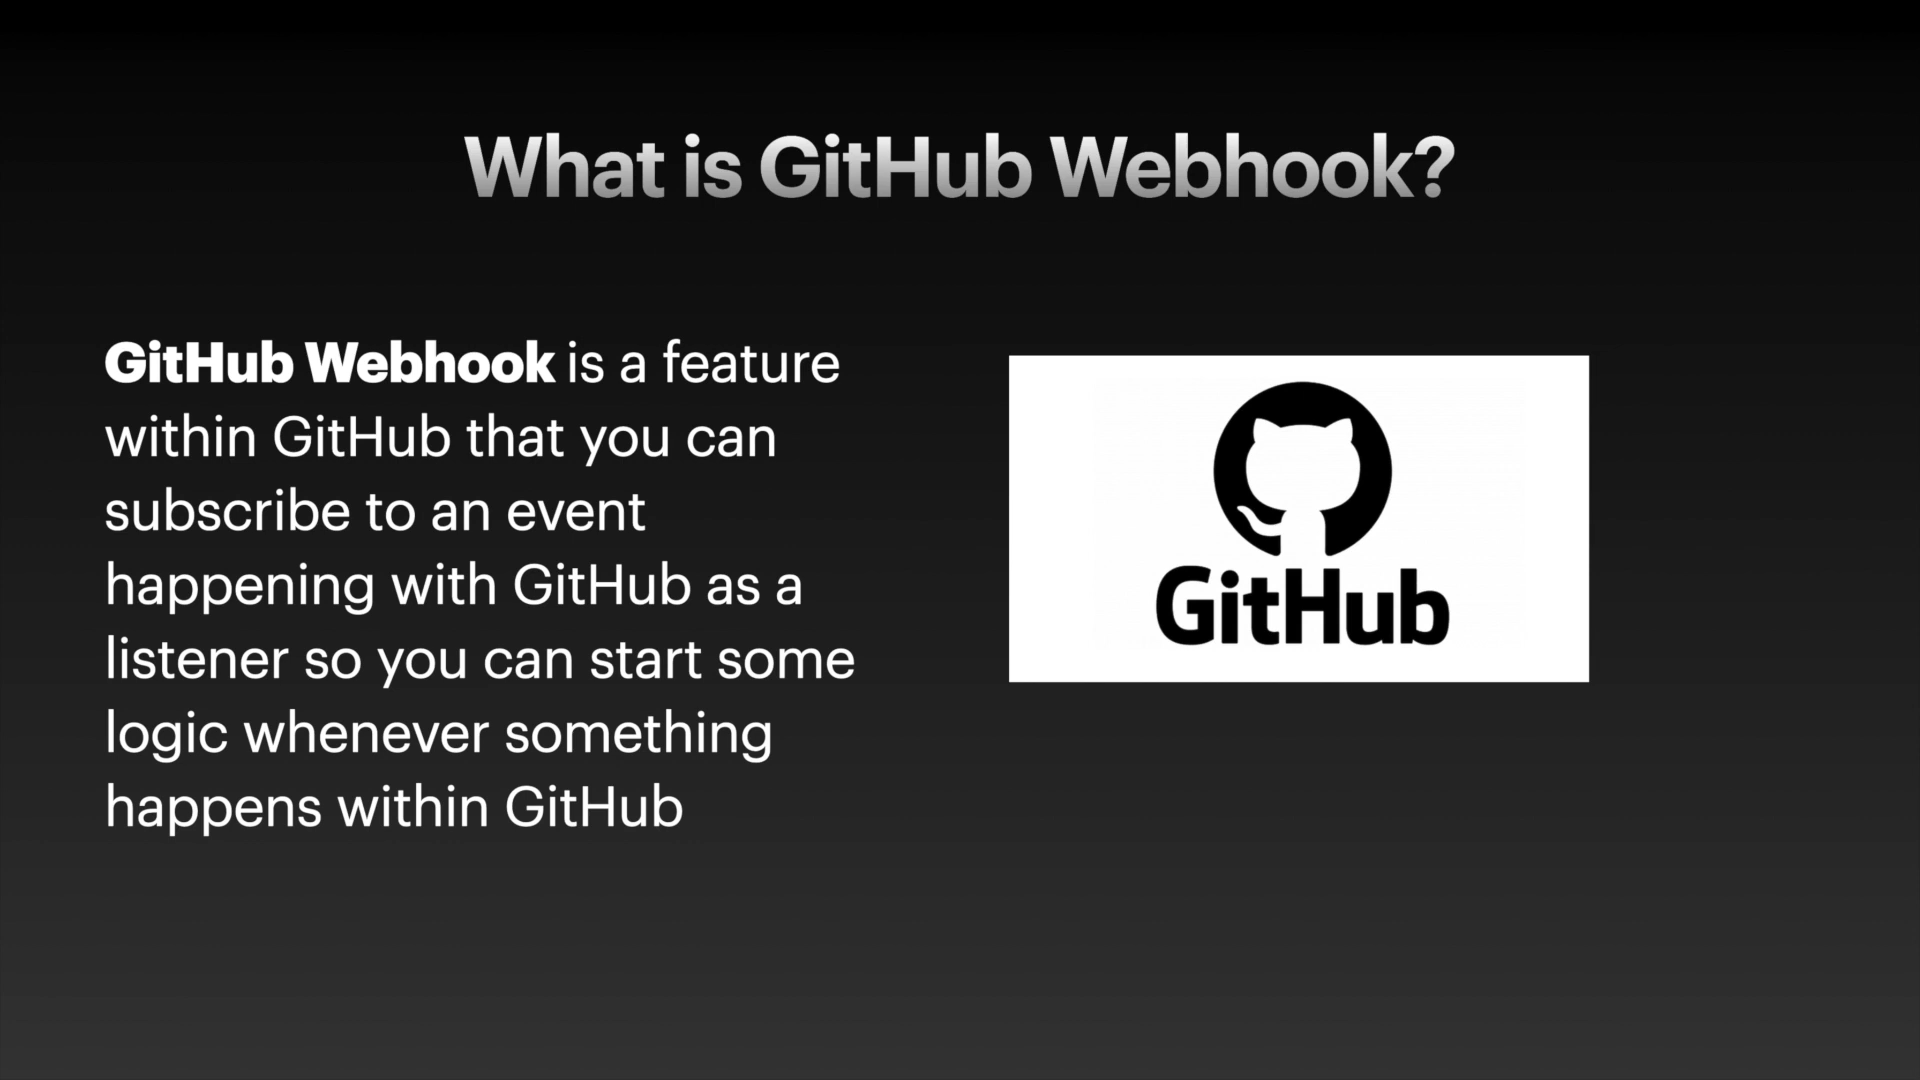 What is GitHub Webhook?
GitHub Webhook is a feature
within GitHub that you can
subscribe to an event
happening with GitHub as a
listener so you can start some
logic whenever something
happens within GitHub
GitHub